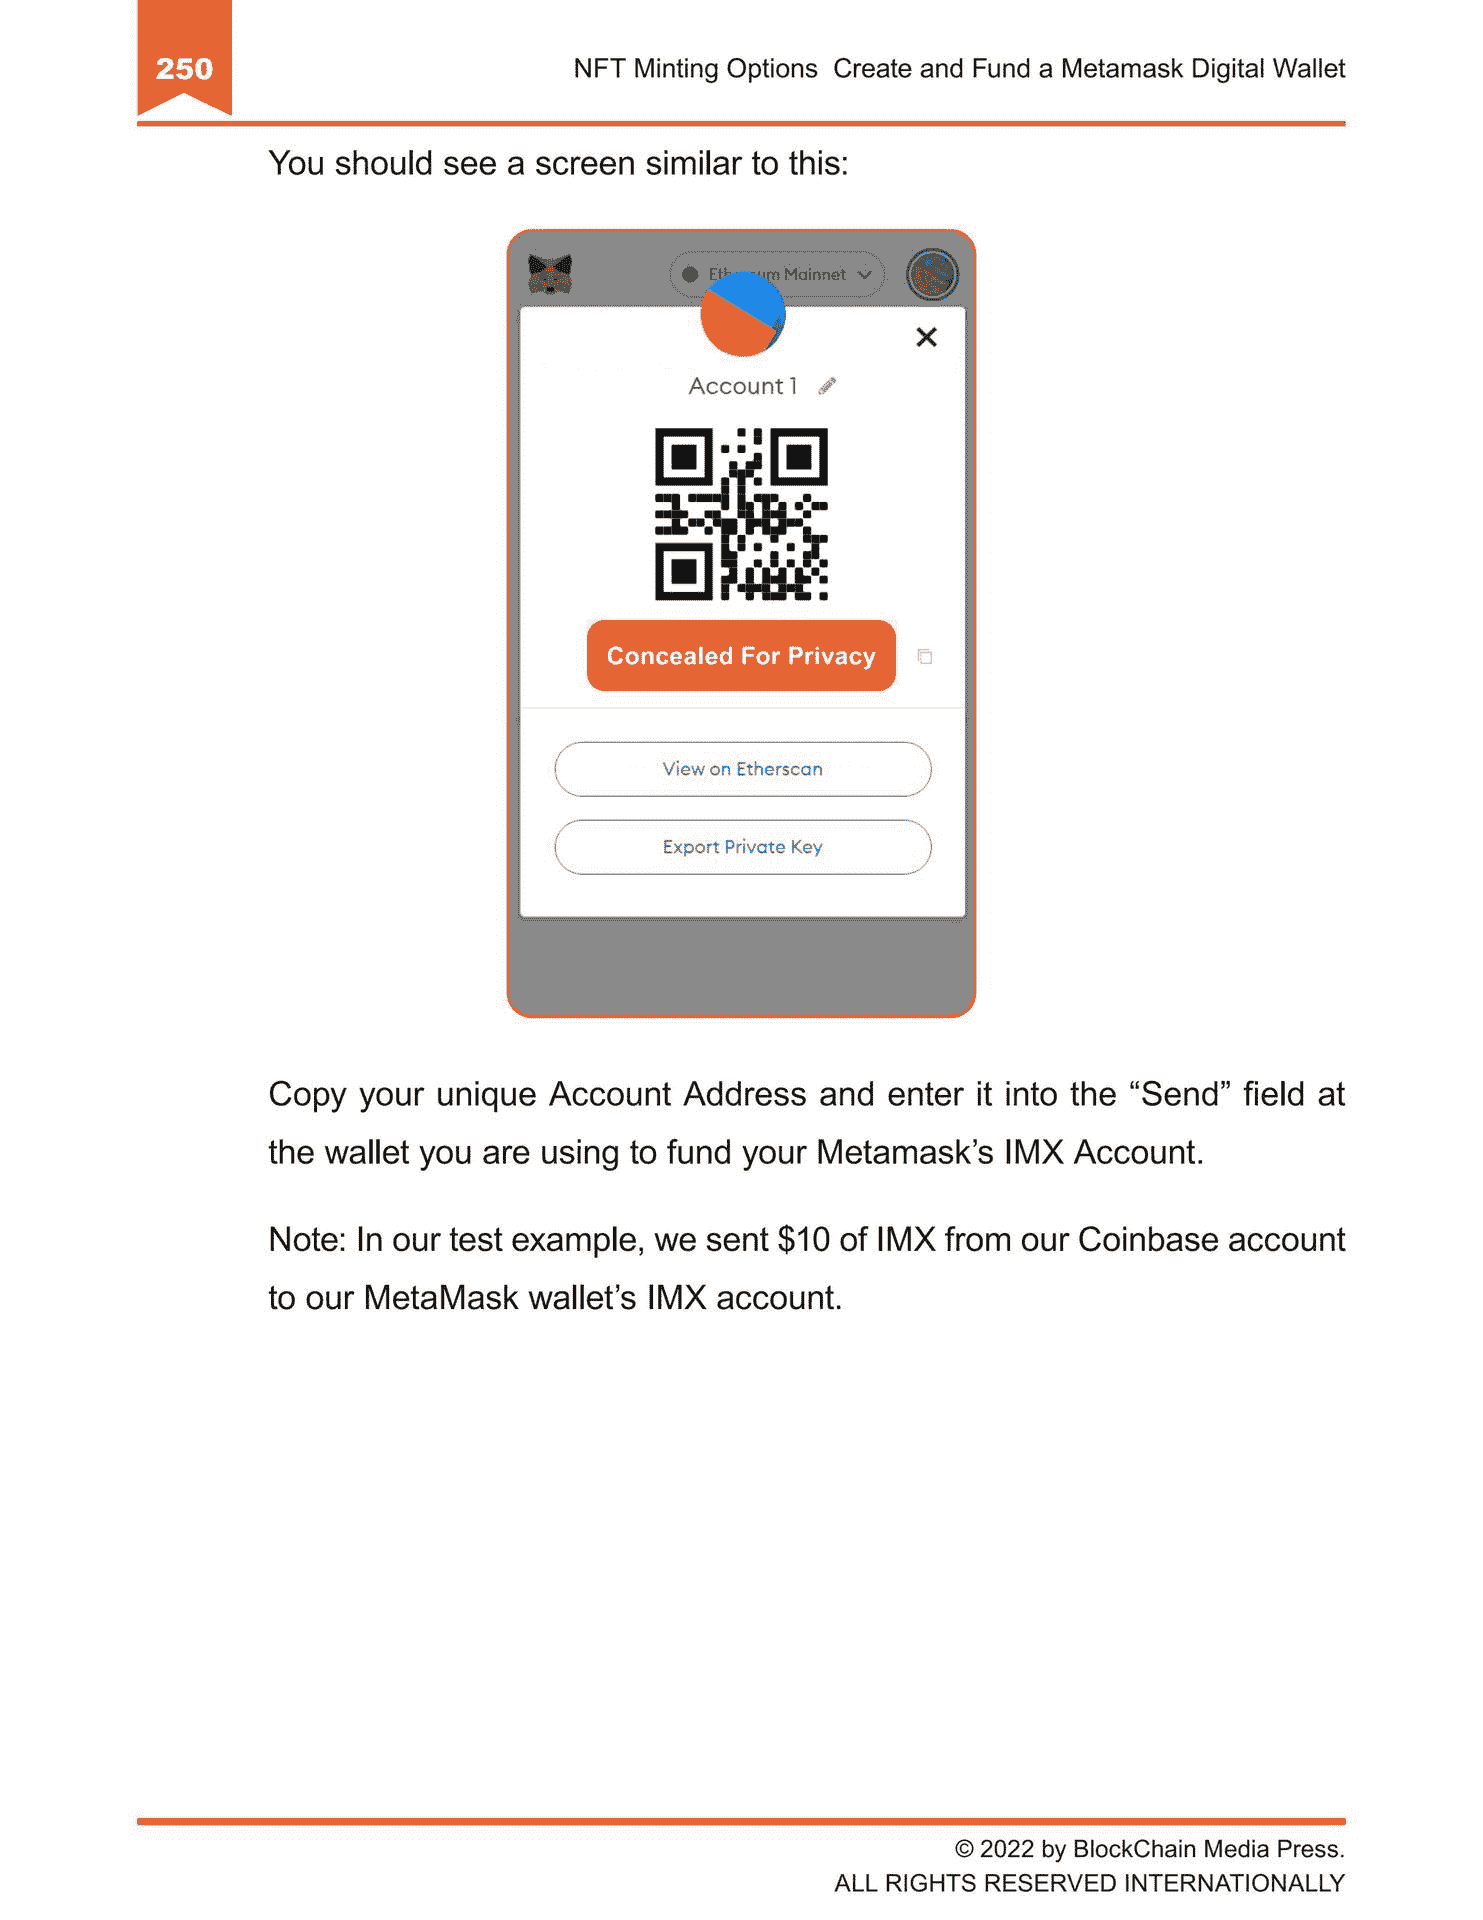 250
NFT Minting Options  Create and Fund a Metamask Digital Wallet
You should see a screen similar to this:
Ethereum Mainnet
Account 1
Concealed For Privacy
View on Etherscan
Export Private Key
Copy your unique Account Address and enter it into the “Send” field at
the wallet you are using to fund your Metamask’s IMX Account.
Note: In our test example, we sent $10 of IMX from our Coinbase account
to our MetaMask wallet’s IMX account.
© 2022 by BlockChain Media Press.
ALL RIGHTS RESERVED INTERNATIONALLY